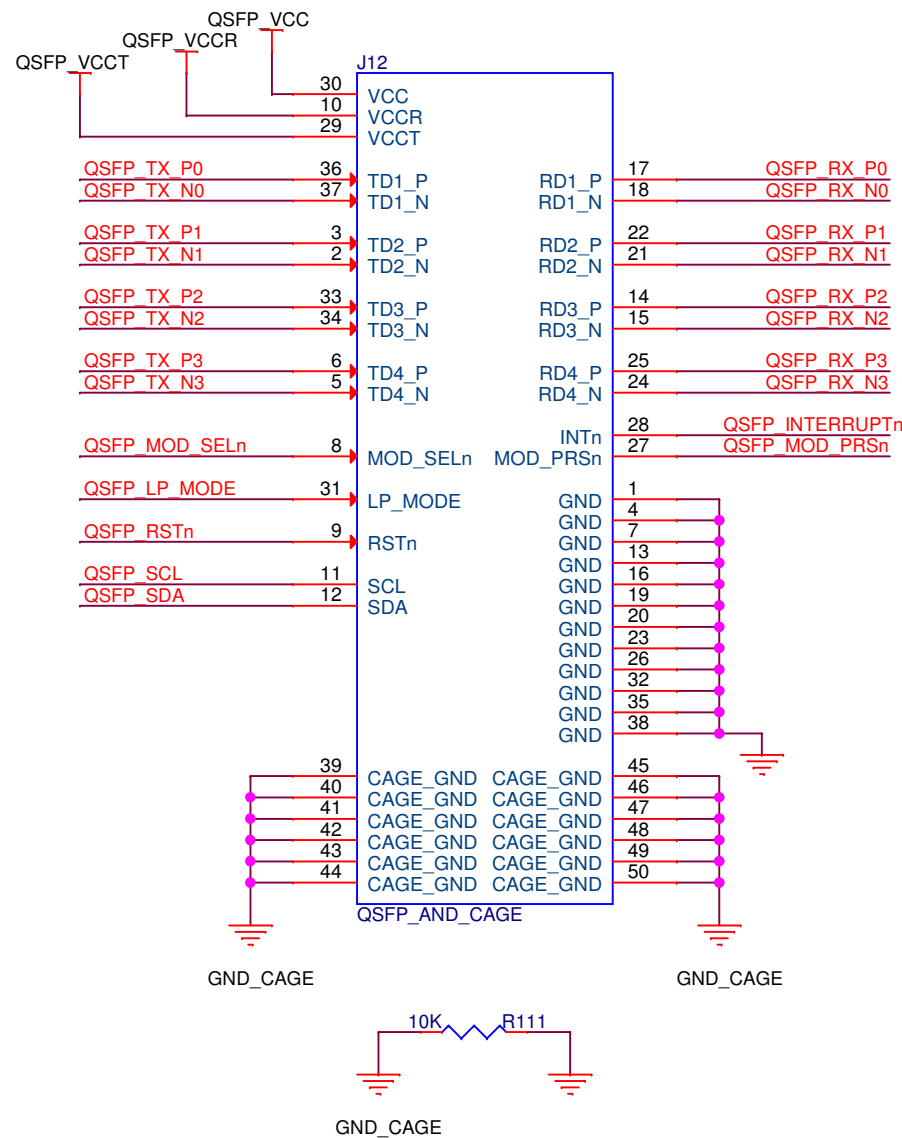 QSFP_VCC
QSFP_VCCR
QSFP_VCCT
J12
30 VCC
10 VCCR
29 VCCT
QSFP_TX_P0 36 TD1_P RD1_P 17 QSFP_RX_P0
QSFP_TX_N0 37 TD1_N RD1_N 18 QSFP_RX_N0
QSFP_TX_P1 3 TD2_P RD2_P 22 QSFP_RX_P1
QSFP_TX_N1 2 TD2_N RD2_N 21 QSFP_RX_N1
QSFP_TX_P2 33 TD3_P RD3_P 14 QSFP_RX_P2
QSFP_TX_N2 34 TD3_N RD3_N 15 QSFP_RX_N2
QSFP_TX_P3 6 TD4_P RD4_P 25 QSFP_RX_P3
QSFP_TX_N3 5 TD4_N RD4_N 24 QSFP_RX_N3
INTn 28 QSFP_INTERRUPTn
QSFP_MOD_SELn 8 MOD_SELn MOD_PRSn 27 QSFP_MOD_PRSn
QSFP_LP_MODE 31 LP_MODE GND 1
GND 4
QSFP_RSTn 9 RSTn GND 7
GND 13
QSFP_SCL 11 SCL GND 16
QSFP_SDA 12 SDA GND 19
GND 20
GND 23
GND 26
GND 32
GND 35
GND 38
39 CAGE_GND CAGE_GND 45
40 CAGE_GND CAGE_GND 46
41 CAGE_GND CAGE_GND 47
42 CAGE_GND CAGE_GND 48
43 CAGE_GND CAGE_GND 49
44 CAGE_GND CAGE_GND 50
QSFP_AND_CAGE
GND_CAGE GND_CAGE
10K R111
GND_CAGE